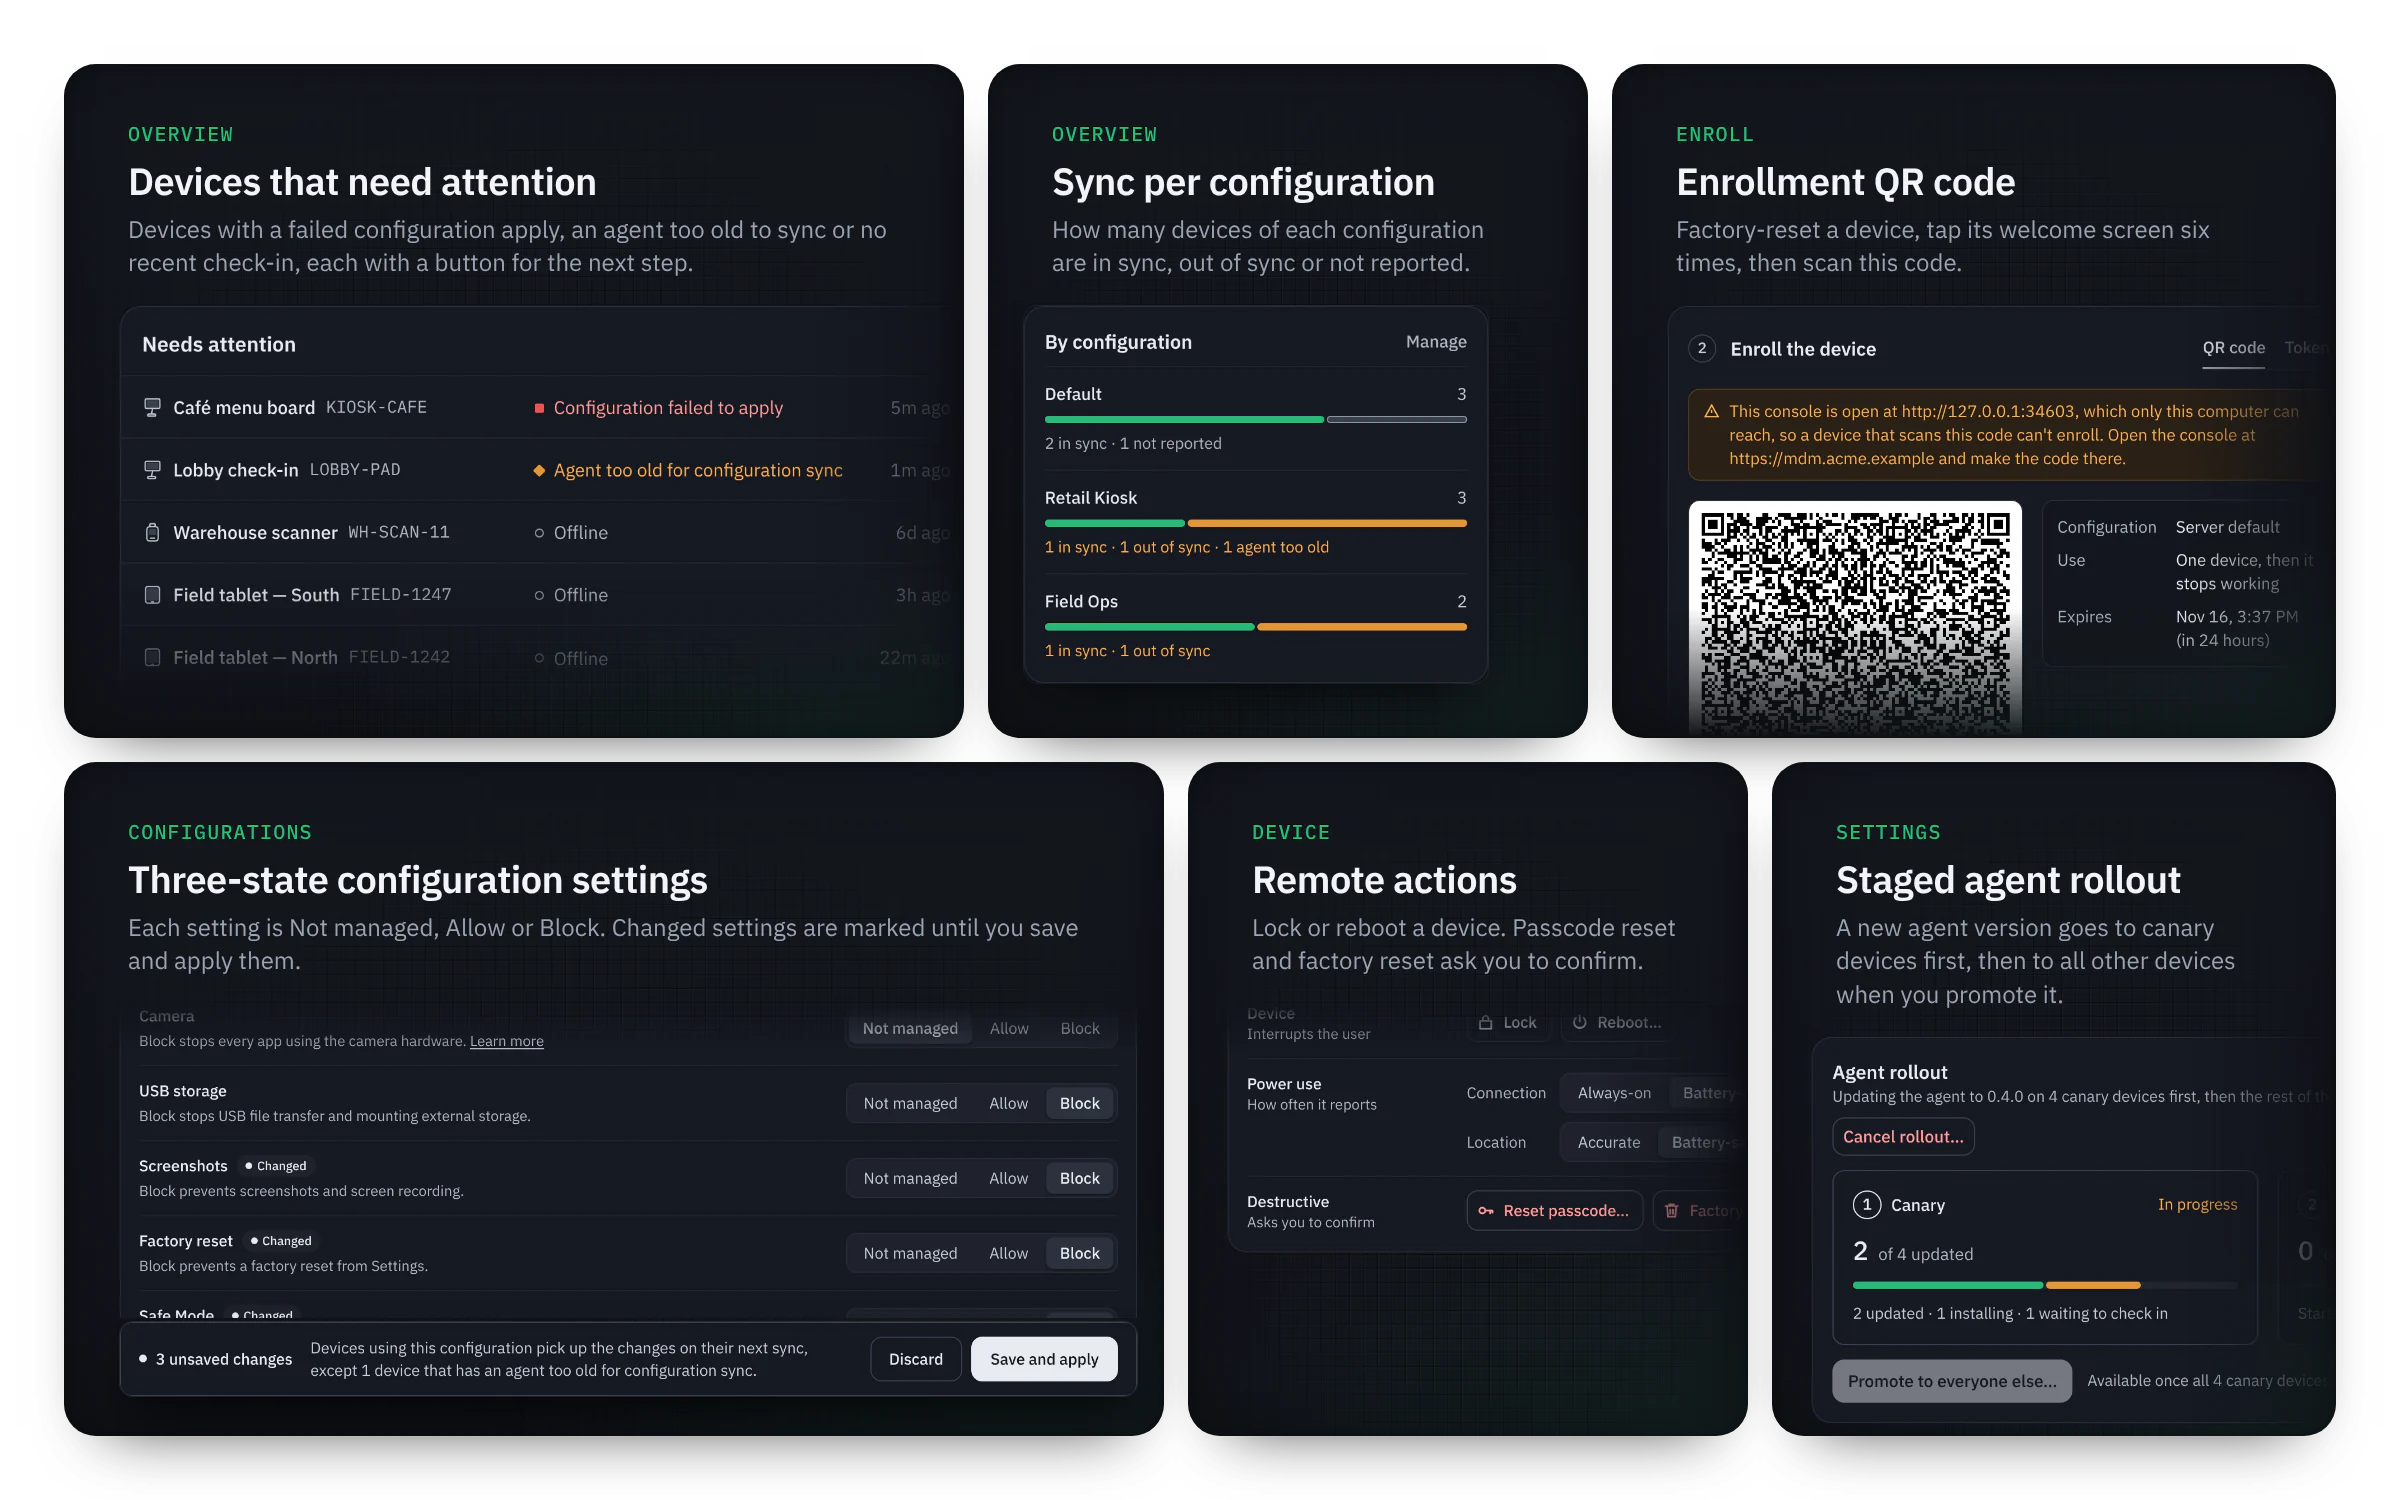 OVERVIEW
Devices that need attention
Devices with a failed configuration apply, an agent too old to sync or no
recent check-in, each with a button for the next step.
Needs attention
Café menu board KIOSK-CAFE Configuration failed to apply 5m ago
Lobby check-in LOBBY-PAD Agent too old for configuration sync 1m ago
Warehouse scanner WH-SCAN-11 Offline 6d ago
Field tablet — South FIELD-1247 Offline 3h ago
Field tablet — North FIELD-1242 Offline 22m ago
OVERVIEW
Sync per configuration
How many devices of each configuration
are in sync, out of sync or not reported.
By configuration Manage
Default 3
2 in sync · 1 not reported
Retail Kiosk 3
1 in sync · 1 out of sync · 1 agent too old
Field Ops 2
1 in sync · 1 out of sync
ENROLL
Enrollment QR code
Factory-reset a device, tap its welcome screen six
times, then scan this code.
2 Enroll the device QR code Token
This console is open at http://127.0.0.1:34603, which only this computer can
reach, so a device that scans this code can't enroll. Open the console at
https://mdm.acme.example and make the code there.
Configuration Server default
Use One device, then it
stops working
Expires Nov 16, 3:37 PM
(in 24 hours)
CONFIGURATIONS
Three-state configuration settings
Each setting is Not managed, Allow or Block. Changed settings are marked until you save
and apply them.
Camera
Block stops every app using the camera hardware. Learn more
Not managed Allow Block
USB storage
Block stops USB file transfer and mounting external storage.
Not managed Allow Block
Screenshots Changed
Block prevents screenshots and screen recording.
Not managed Allow Block
Factory reset Changed
Block prevents a factory reset from Settings.
Not managed Allow Block
Safe Mode Changed
3 unsaved changes
Devices using this configuration pick up the changes on their next sync,
except 1 device that has an agent too old for configuration sync.
Discard Save and apply
DEVICE
Remote actions
Lock or reboot a device. Passcode reset
and factory reset ask you to confirm.
Device
Interrupts the user
Lock Reboot...
Power use
How often it reports
Connection Always-on Battery-
Location Accurate Battery-s
Destructive
Asks you to confirm
Reset passcode... Factory
SETTINGS
Staged agent rollout
A new agent version goes to canary
devices first, then to all other devices
when you promote it.
Agent rollout
Updating the agent to 0.4.0 on 4 canary devices first, then the rest of th
Cancel rollout...
1 Canary In progress
2 of 4 updated
2 updated · 1 installing · 1 waiting to check in
2
0
Promote to everyone else... Available once all 4 canary devices